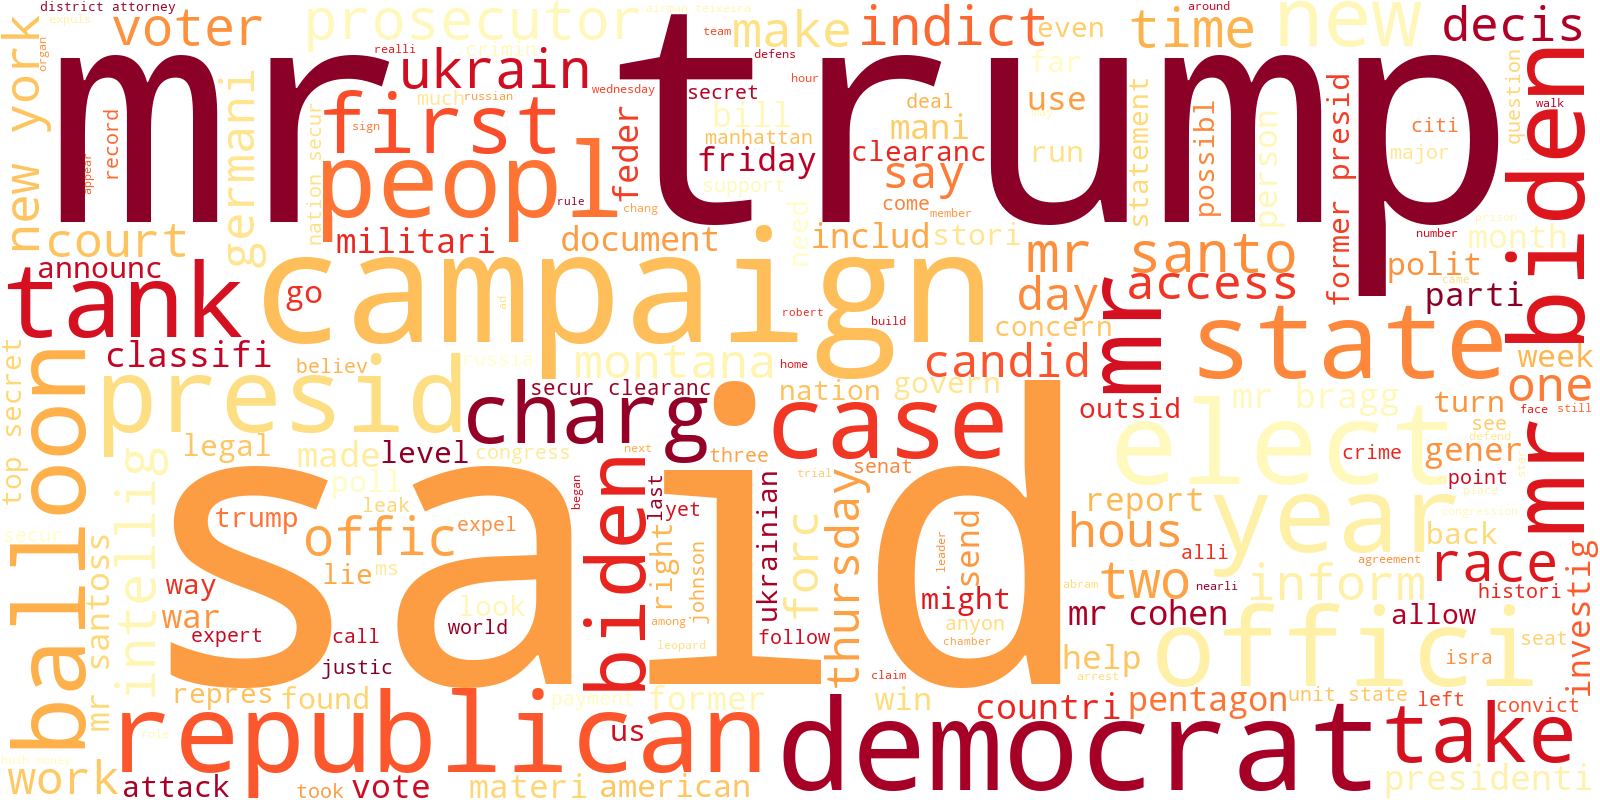 district attorney
expuls
airman teixeira
around
voter
prosecutor
team
make
indict
even
time
new
decis
organ
realli
crimin
defens
far
new york
mr trump
ukrain
hour
question
biden
much
russian
wednesday
secret
deal
use
walk
record
first
sign
bill
mani
possibl
citi
nation secur
manhattan
feder
friday
clearanc
run
statement
person
former presid
major
appear
peopl
say
support
rule
chang
come
member
prison
court
germani
militari
document
need
includ
stori
mr
santo
number
month
announc
tank
go
campaign
ad
day
access
polit
came
parti
robert
build
concern
state
classifi
believ
russia
montana
home
candid
mr
week
balloon
presid
charg
secur clearanc
nation
govern
case
outsid
elect
mr bragg
turn
one
face
still
top secret
legal
made
level
congress
next
three
senat
see
defend
crime
gener
mr
poll
said
biden
trial
point
star
intellig
leak
began
last
report
year
place
trump
offic
expel
yet
ukrainian
thursday
send
hous
congression
back
secur
mr santoss
lie
ms
right
johnson
forc
leader
alli
race
agreement
way
abram
two
nearli
inform
histori
investig
war
look
might
mr cohen
allow
expert
call
world
among
follow
anyon
chamber
offici
seat
justic
leopard
claim
help
arrest
isra
repres
found
payment
former
win
countri
pentagon
unit state
left
convict
role
republican
us
democrat
take
hush money
work
attack
took
vote
materi
american
presidenti